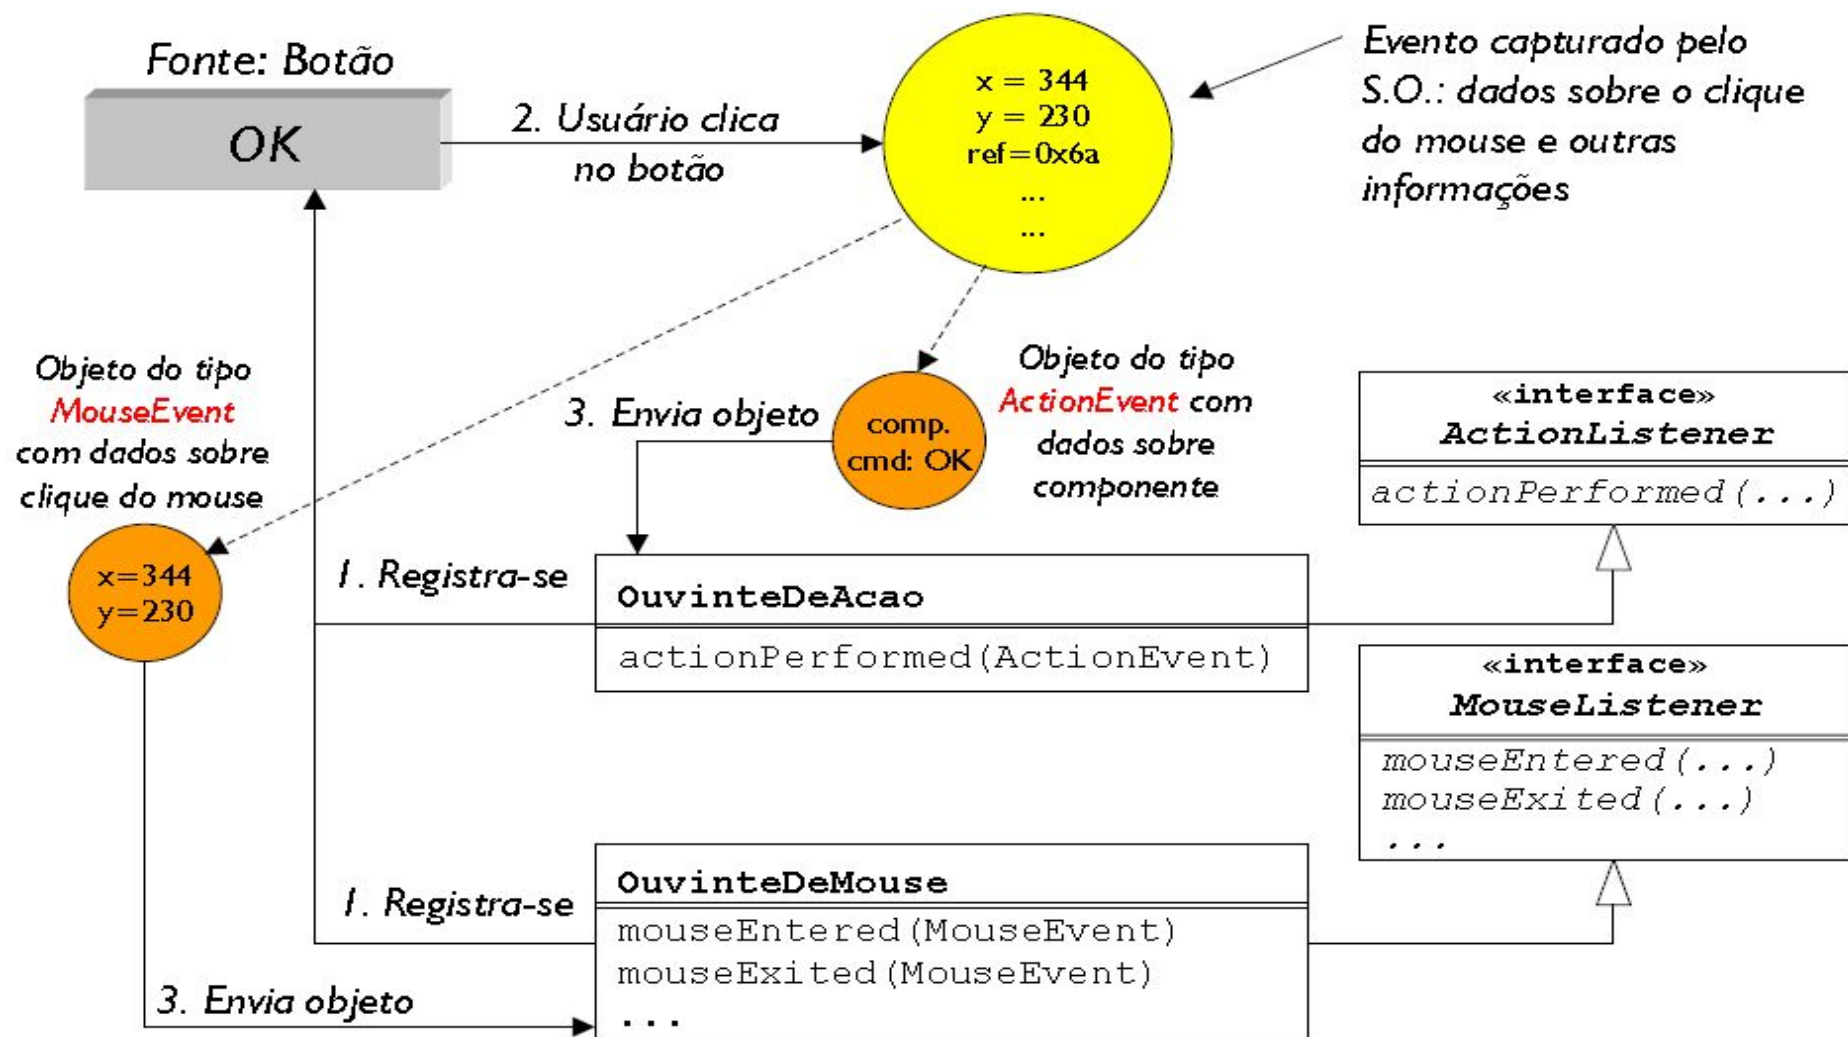 Fonte: Botão
OK
2. Usuário clica
no botão
x = 344
y = 230
ref=0x6a
...
...
Evento capturado pelo
S.O.: dados sobre o clique
do mouse e outras
informações
Objeto do tipo
MouseEvent
com dados sobre
clique do mouse
x=344
y=230
3. Envia objeto
comp.
cmd: OK
Objeto do tipo
ActionEvent com
dados sobre
componente
«interface»
ActionListener
actionPerformed(...)
1. Registra-se
OuvinteDeAcao
actionPerformed(ActionEvent)
«interface»
MouseListener
mouseEntered(...)
mouseExited(...)
...
1. Registra-se
OuvinteDeMouse
mouseEntered(MouseEvent)
mouseExited(MouseEvent)
...
3. Envia objeto